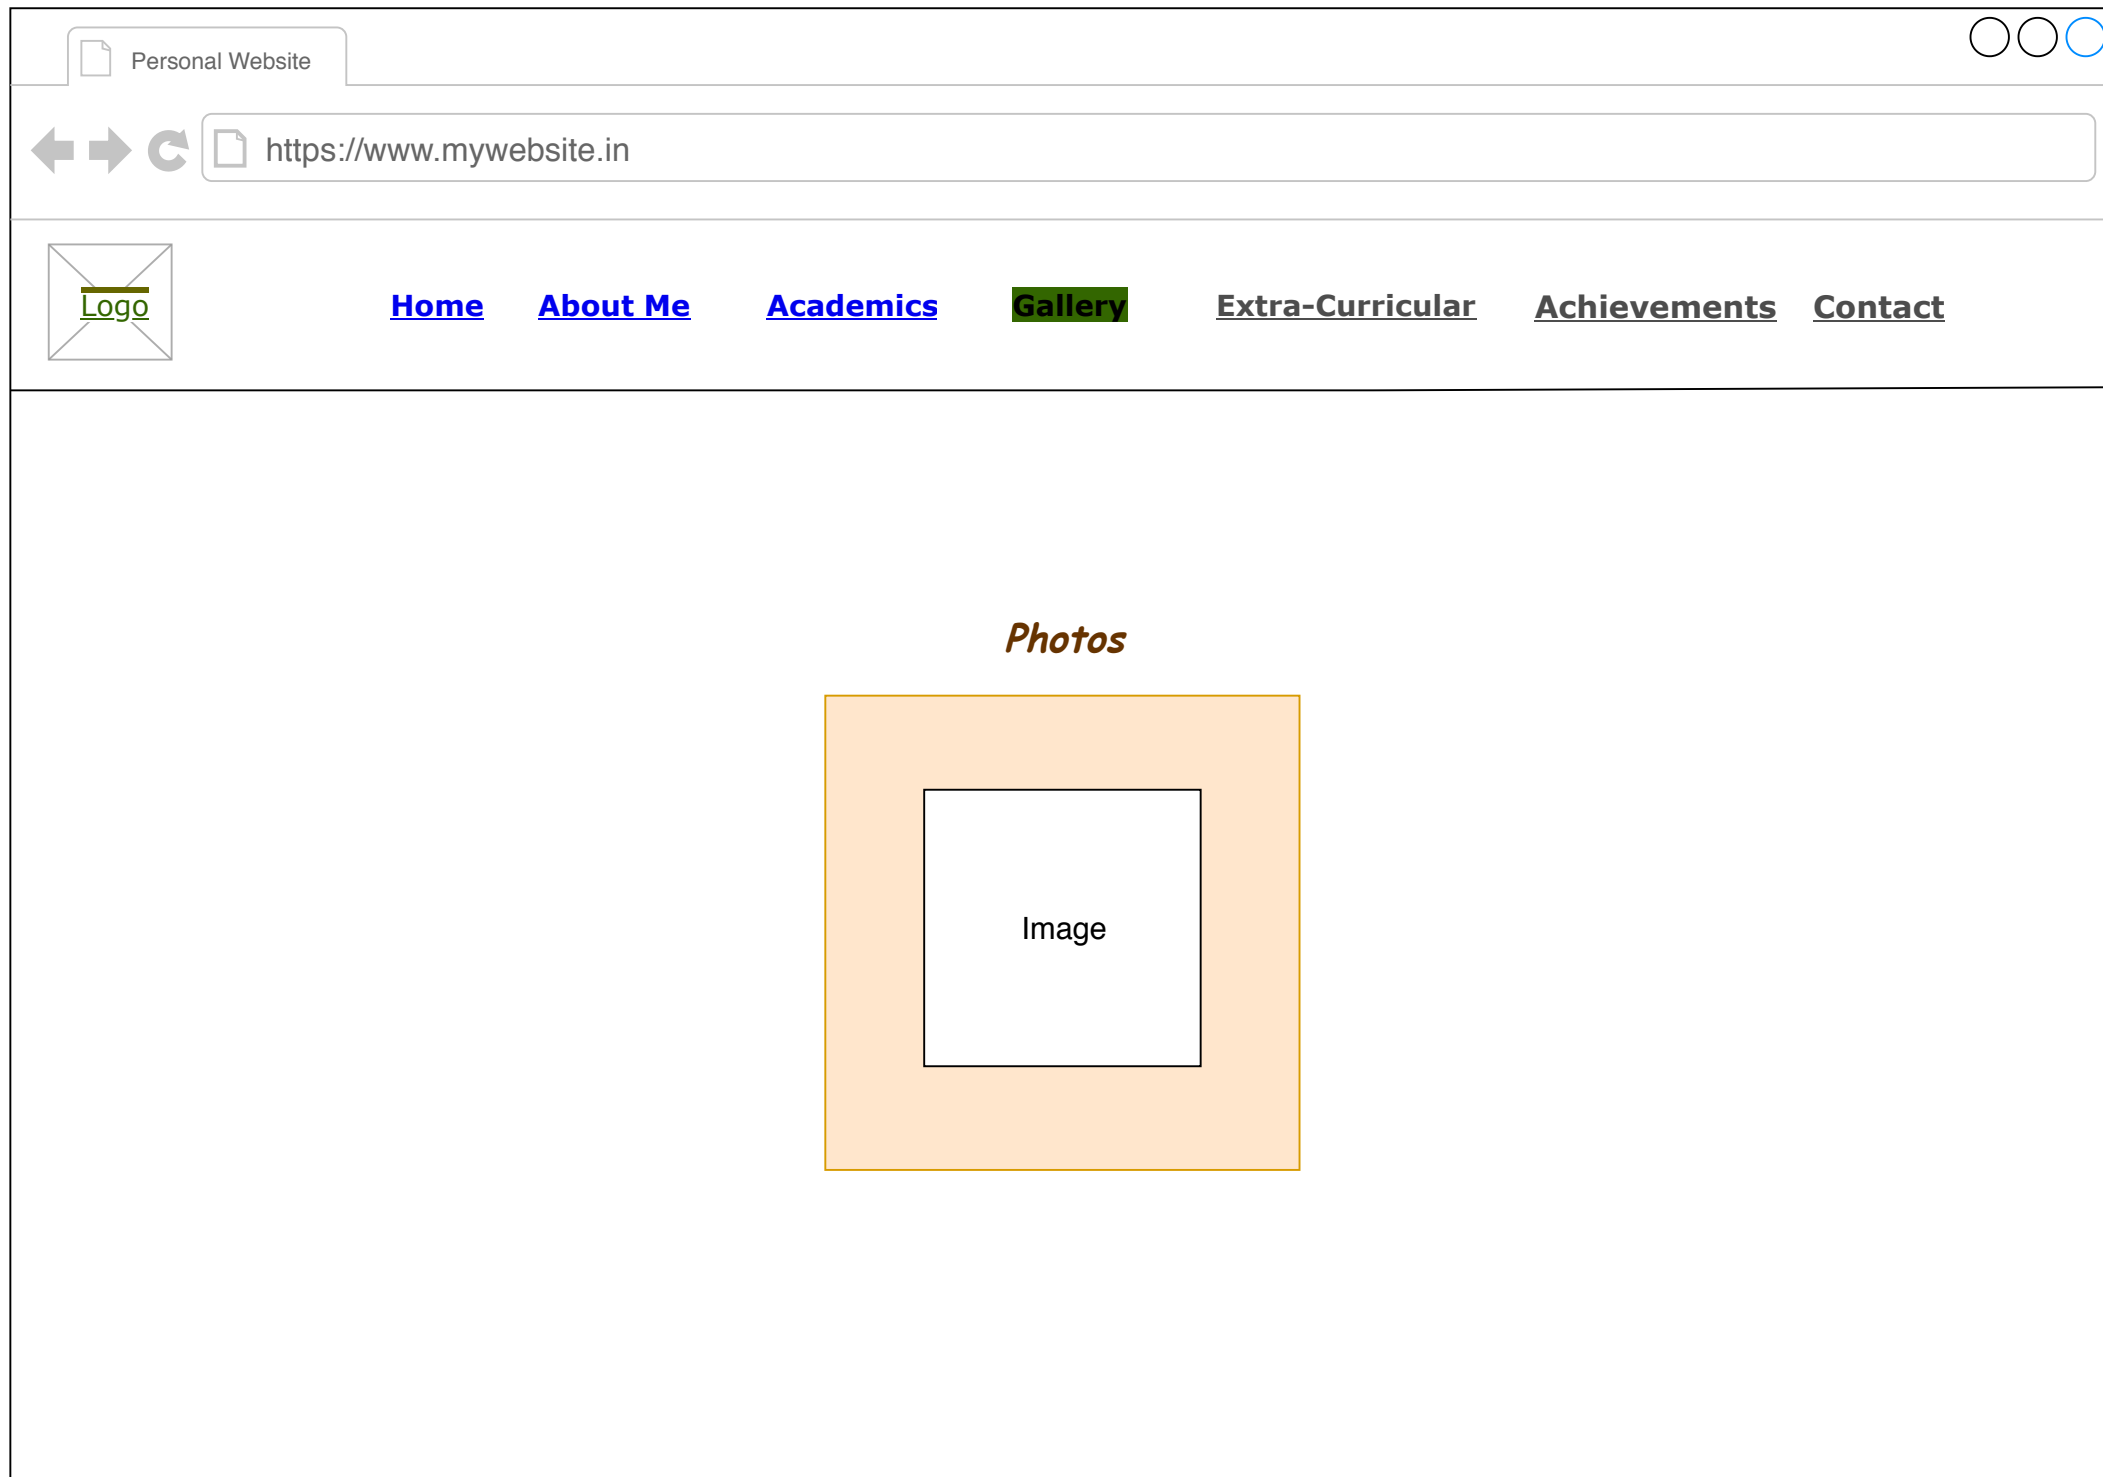 Personal Website
https://www.mywebsite.in
Logo
Home About Me Academics Gallery Extra-Curricular Achievements Contact
Photos
Image